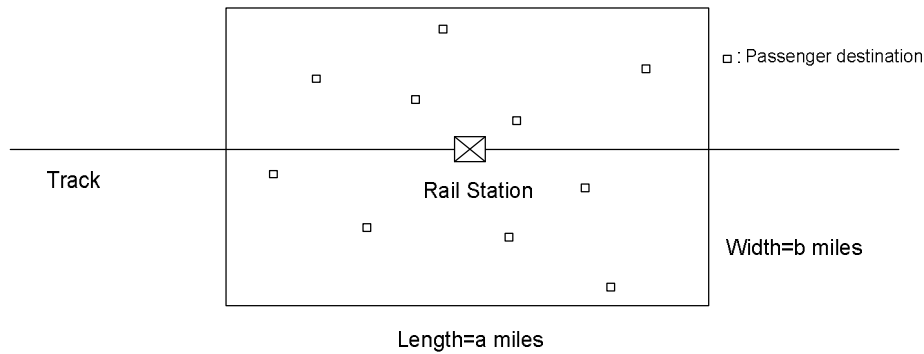 □ : Passenger destination
Track
Rail Station
Width=b miles
Length=a miles